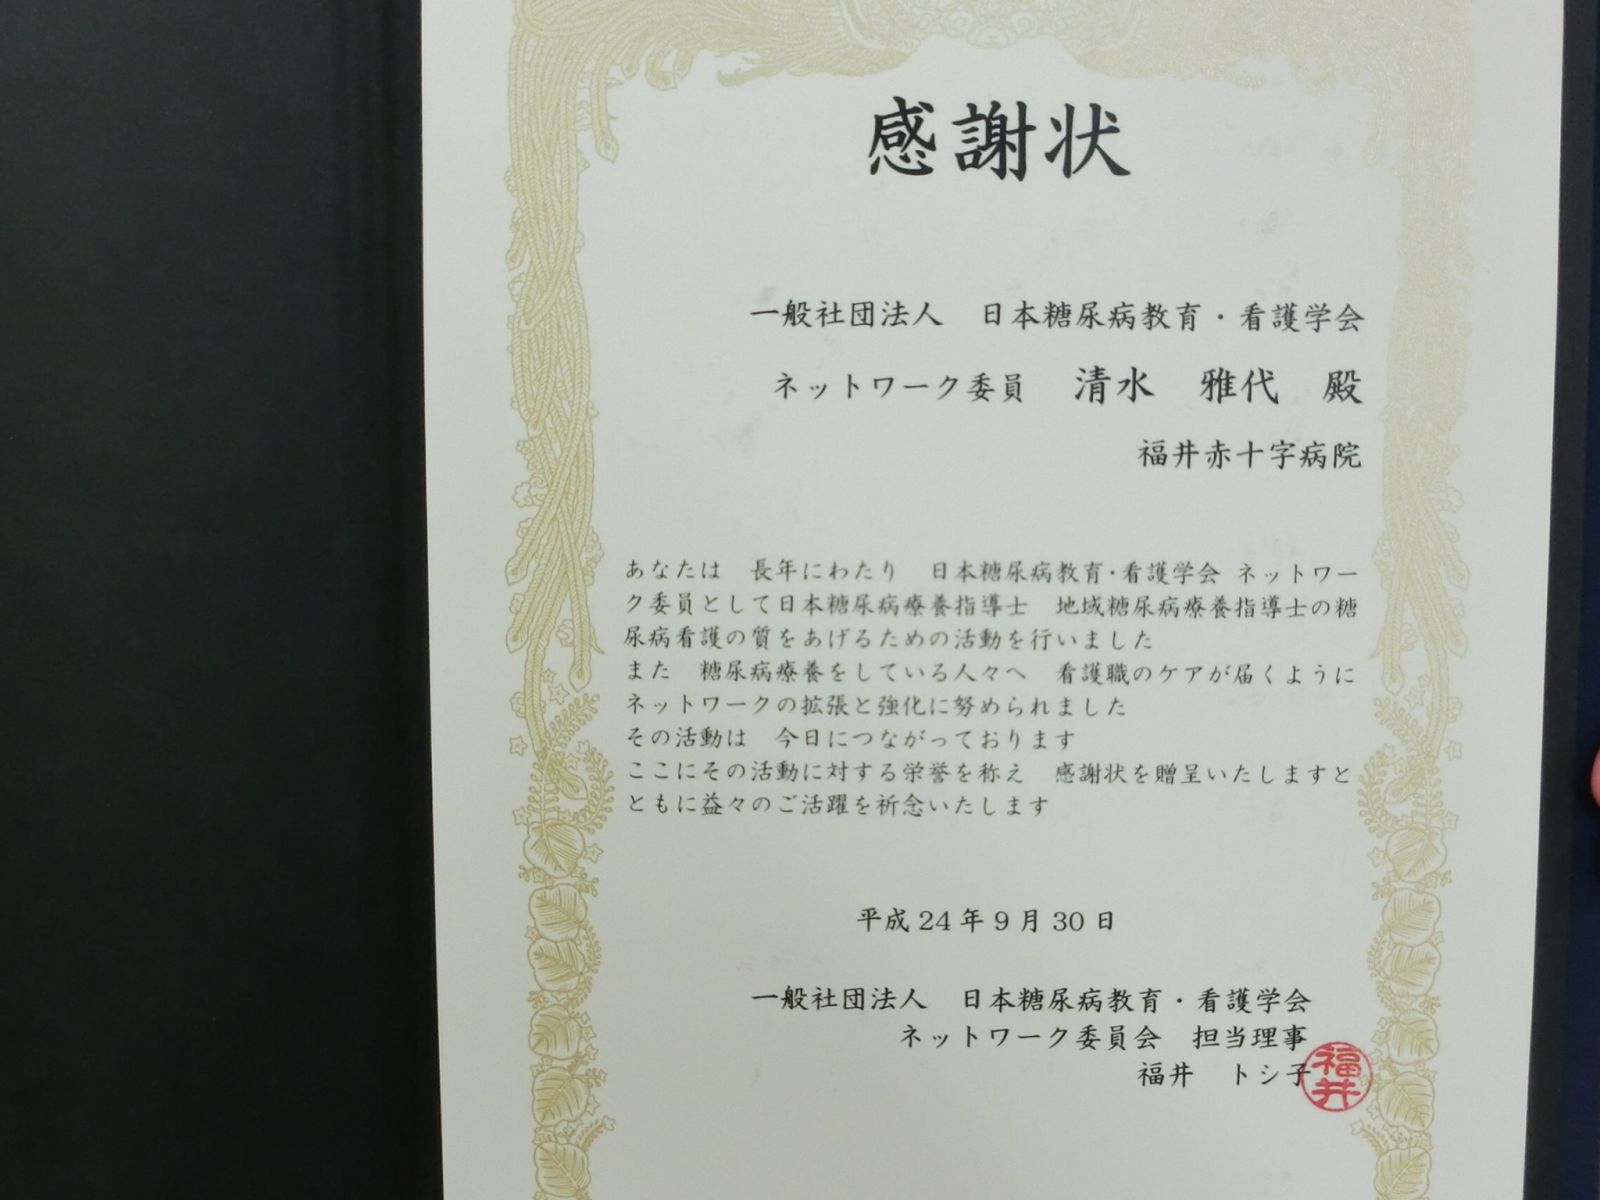 感謝状
一般社団法人　日本糖尿病教育・看護学会
ネットワーク委員　清水　雅代　殿
福井赤十字病院
あなたは　長年にわたり　日本糖尿病教育・看護学会 ネットワー
ク委員として日本糖尿病療養指導士　地域糖尿病療養指導士の糖
尿病看護の質をあげるための活動を行いました
また　糖尿病療養をしている人々へ　看護職のケアが届くように
ネットワークの拡張と強化に努められました
その活動は　今日につながっております
ここにその活動に対する栄誉を称え　感謝状を贈呈いたしますと
ともに益々のご活躍を祈念いたします
平成 24 年 9 月 30 日
一般社団法人　日本糖尿病教育・看護学会
ネットワーク委員会　担当理事
福井　トシ子
福井